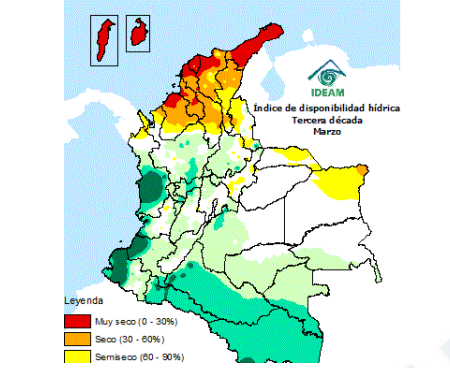 IDEAM
Índice de disponibilidad hídrica
Tercera década
Marzo
Leyenda
Muy seco (0 - 30%)
Seco (30 - 60%)
Semiseco (60 - 90%)